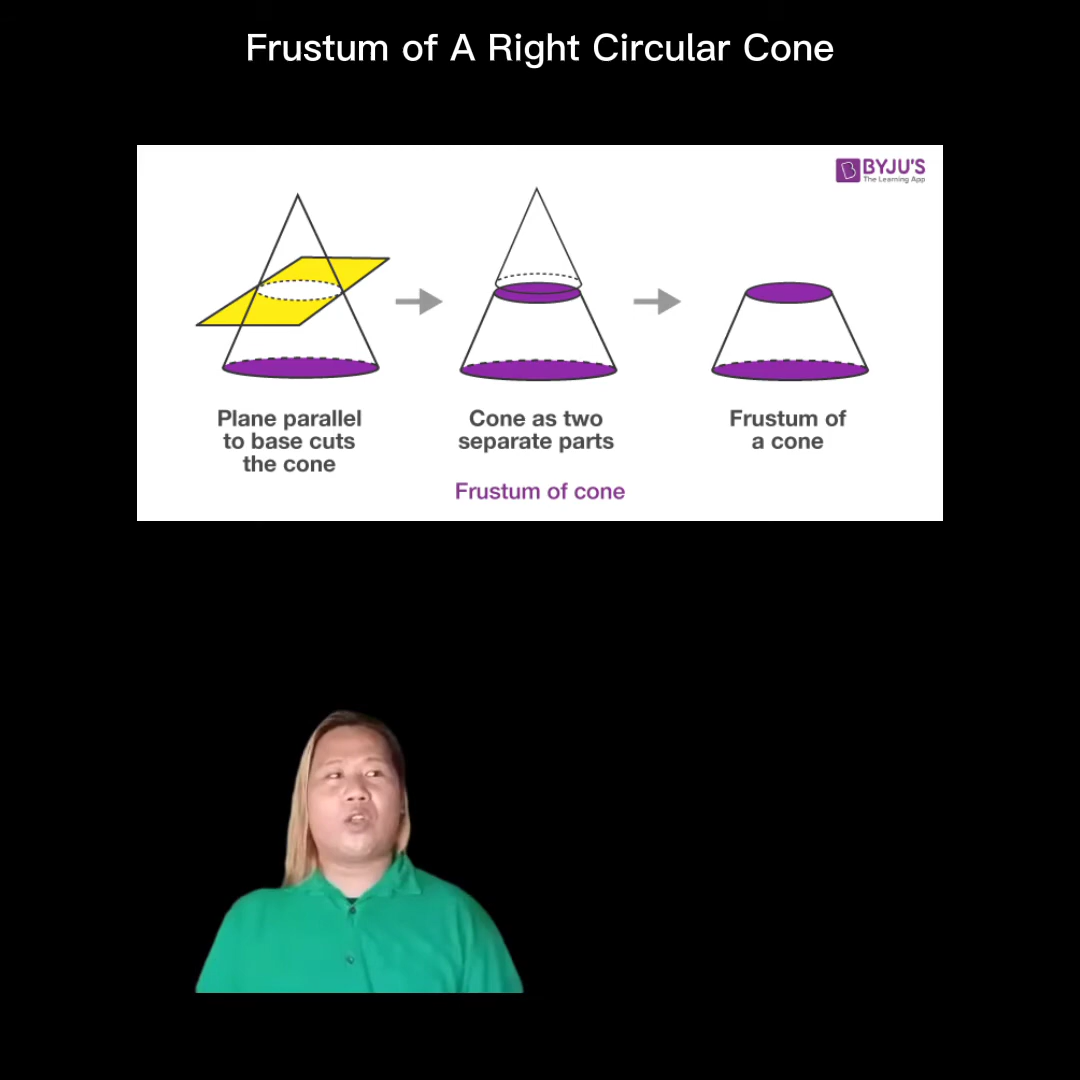 Frustum of A Right Circular Cone
BYJU'S
The Learning App
Plane parallel
to base cuts
the cone
Cone as two
separate parts
Frustum of
a cone
Frustum of cone